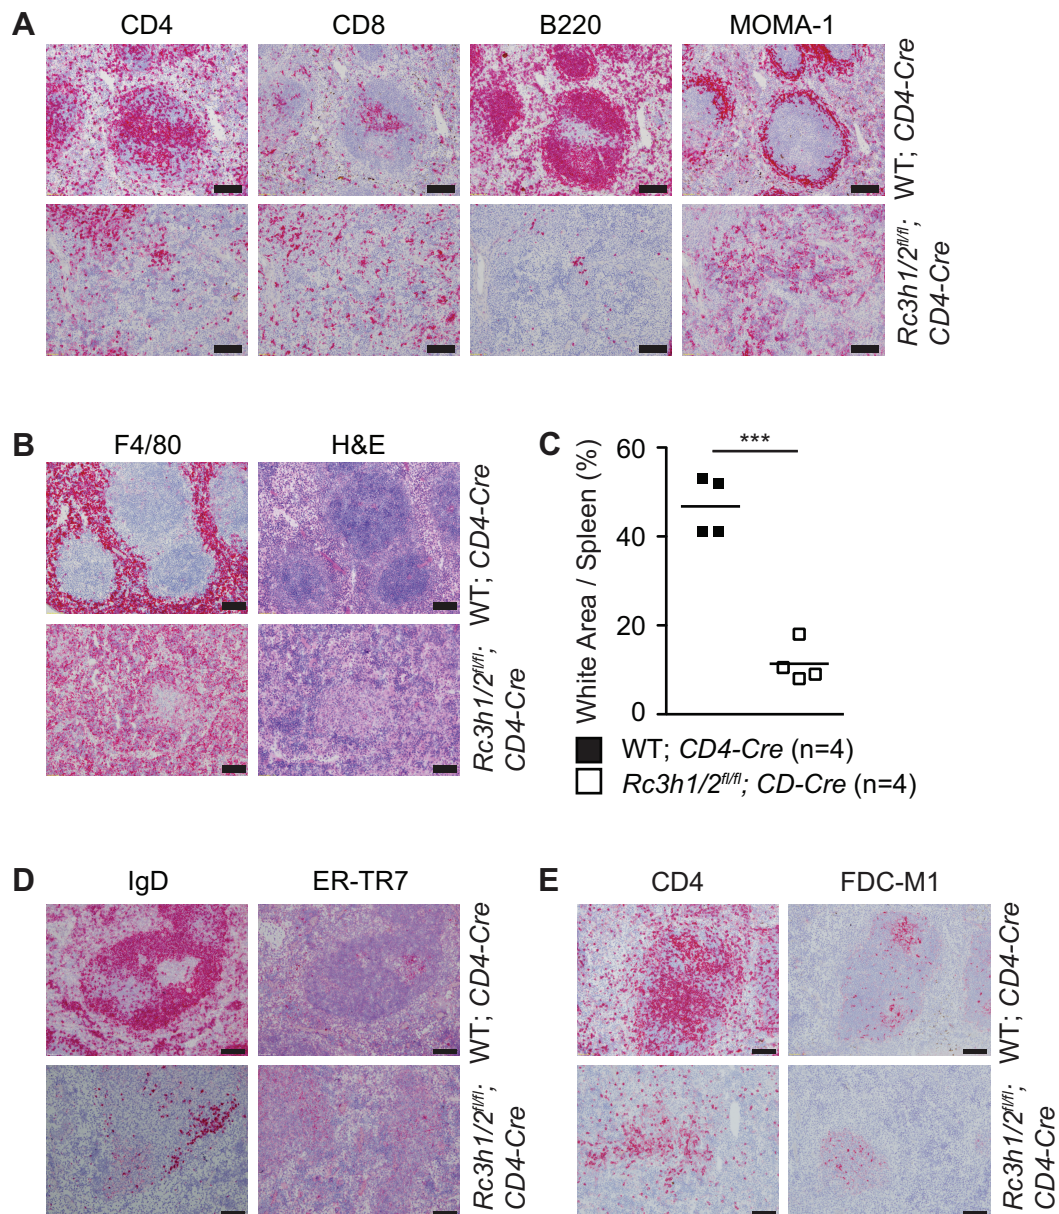 A
CD4
CD8
B220
MOMA-1
WT; CD4-Cre
Rc3h1/2fl/fl;
CD4-Cre
B
F4/80
H&E
WT; CD4-Cre
Rc3h1/2fl/fl;
CD4-Cre
C
White Area / Spleen (%)
60
40
20
0
***
WT; CD4-Cre (n=4)
Rc3h1/2fl/fl; CD-Cre (n=4)
D
IgD
ER-TR7
WT; CD4-Cre
Rc3h1/2fl/fl;
CD4-Cre
E
CD4
FDC-M1
WT; CD4-Cre
Rc3h1/2fl/fl;
CD4-Cre